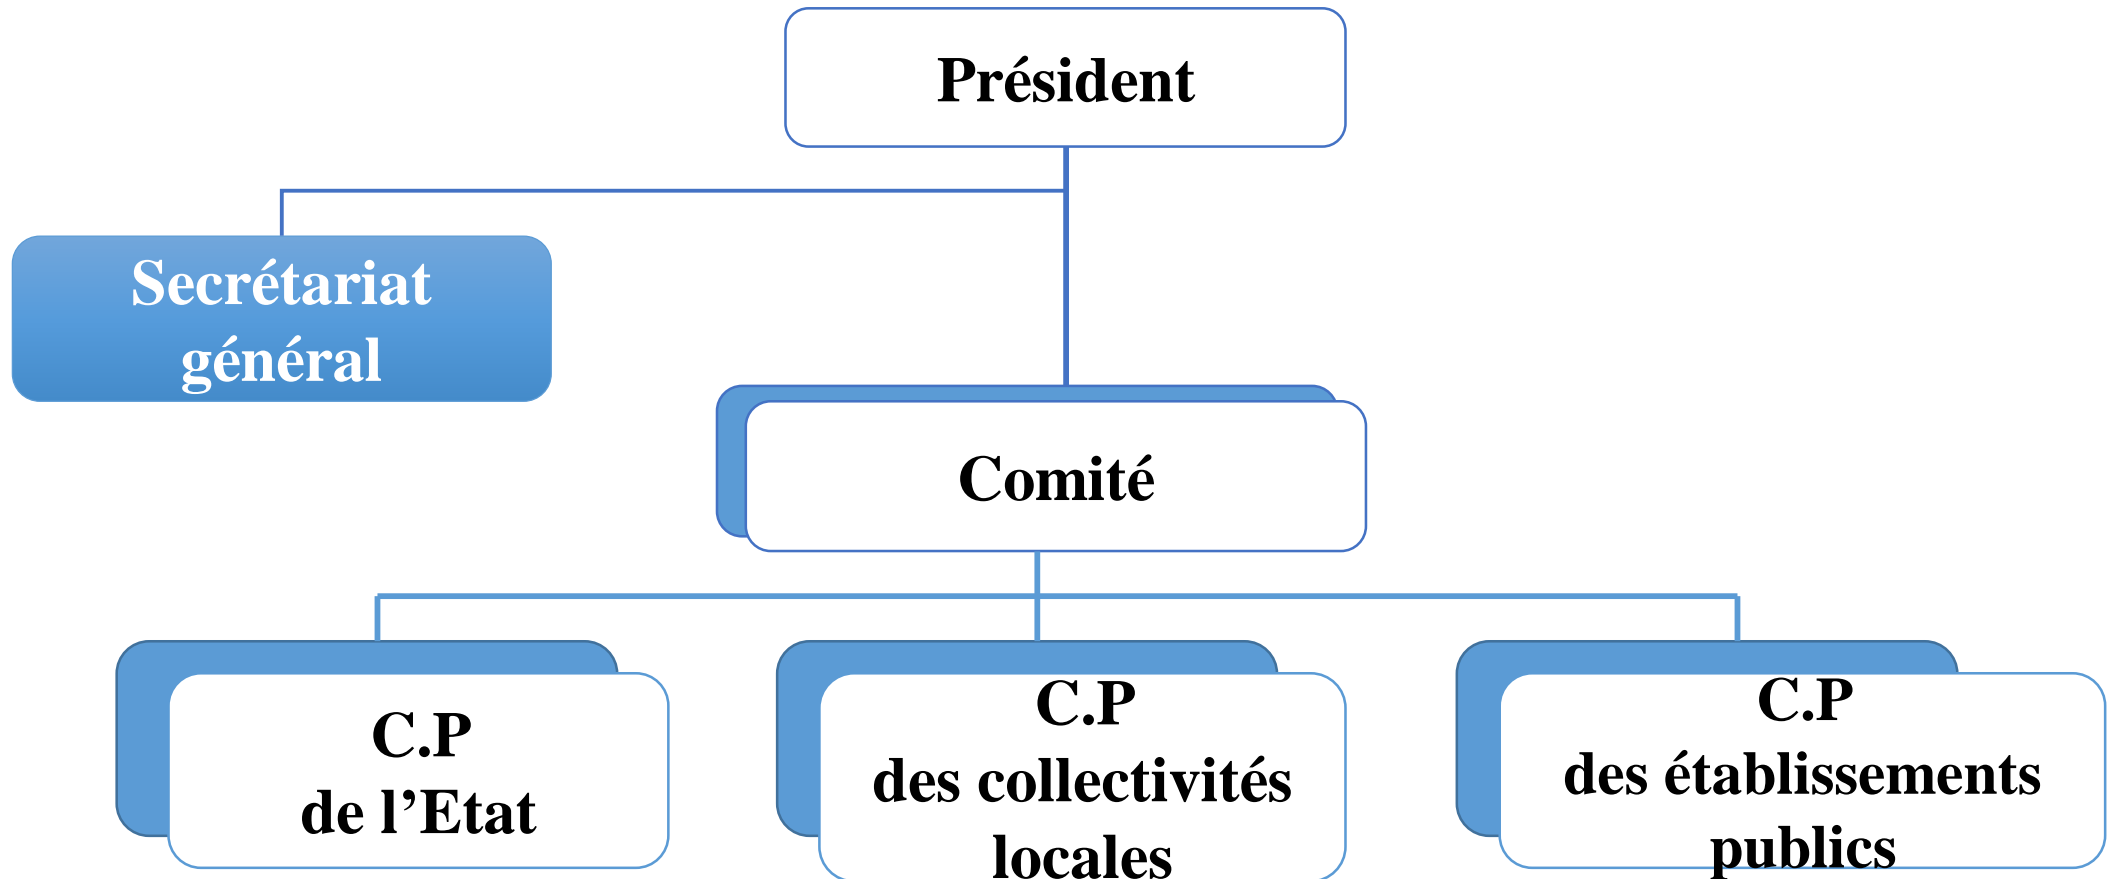 Président
Secrétariat
général
Comité
C.P
de l’Etat
C.P
des collectivités
locales
C.P
des établissements
publics